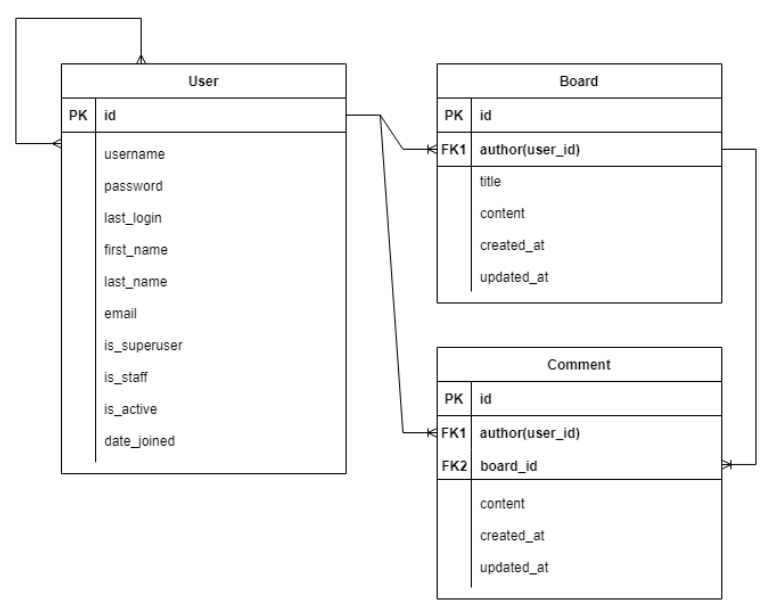 User
PK id
username
password
last_login
first_name
last_name
email
is_superuser
is_staff
is_active
date_joined
Board
PK id
FK1 author(user_id)
title
content
created_at
updated_at
Comment
PK id
FK1 author(user_id)
FK2 board_id
content
created_at
updated_at